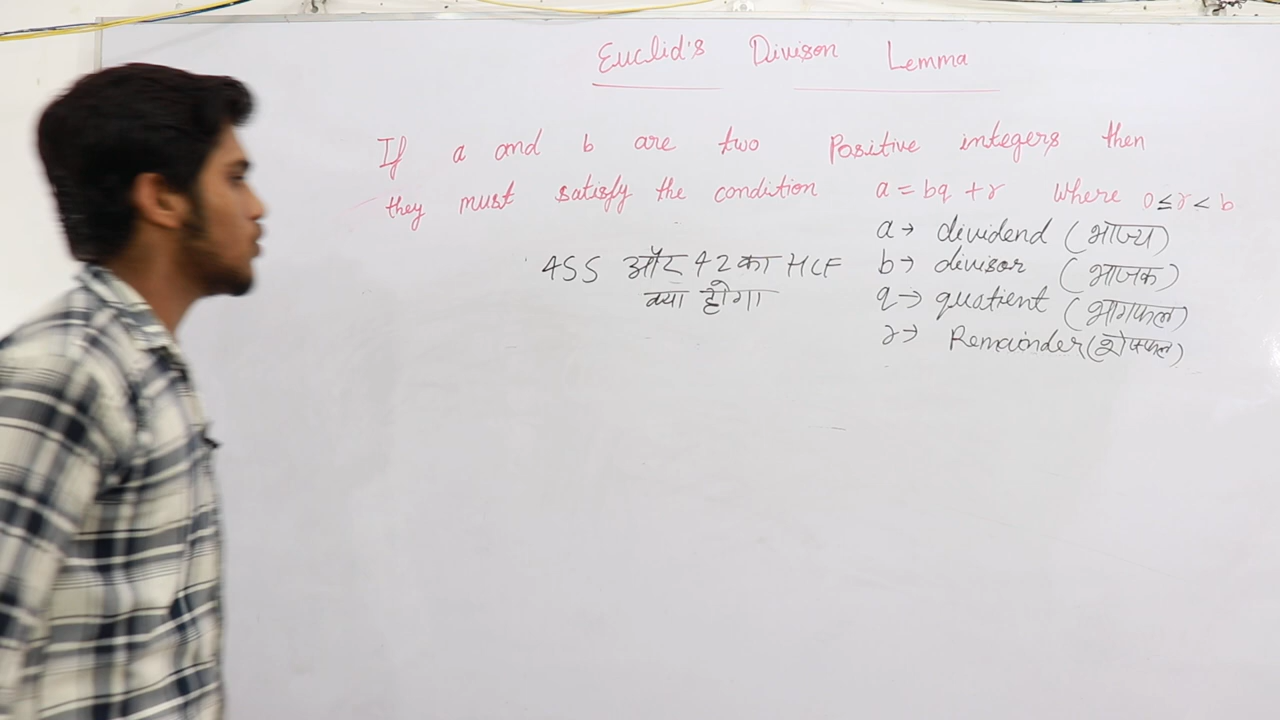 Euclid's Divison Lemma
If a and b are two Positive integers then
they must satisfy the condition a = bq + r where 0 ≤ r < b
a → dividend (भाज्य)
455 और 42 का HCF
क्या होगा
b → divisor (भाजक)
q → quatient (भागफल)
r → Remainder (शेषफल)